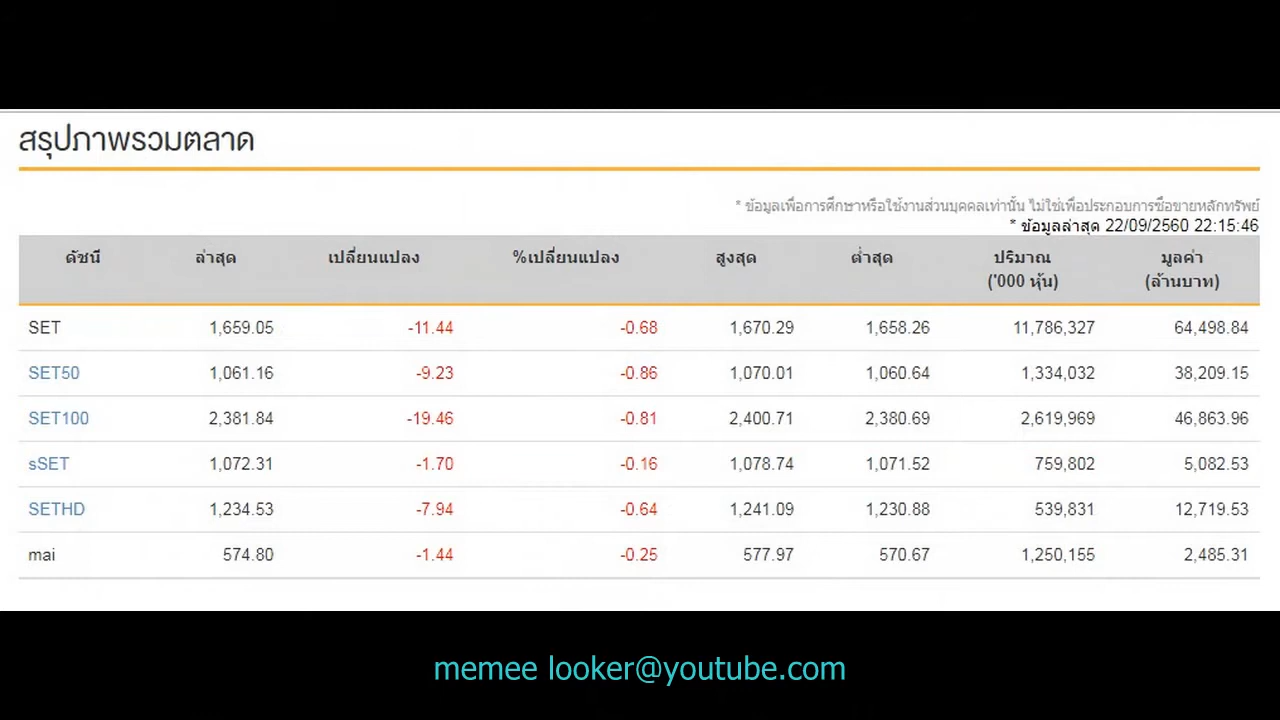 สรุปภาพรวมตลาด
* ข้อมูลเพื่อการศึกษาหรือใช้งานส่วนบุคคลเท่านั้น ไม่ใช่เพื่อประกอบการซื้อขายหลักทรัพย์
* ข้อมูลล่าสุด 22/09/2560 22:15:46
ดัชนี ล่าสุด เปลี่ยนแปลง %เปลี่ยนแปลง สูงสุด ต่ำสุด ปริมาณ มูลค่า
('000 หุ้น) (ล้านบาท)
SET 1,659.05 -11.44 -0.68 1,670.29 1,658.26 11,786,327 64,498.84
SET50 1,061.16 -9.23 -0.86 1,070.01 1,060.64 1,334,032 38,209.15
SET100 2,381.84 -19.46 -0.81 2,400.71 2,380.69 2,619,969 46,863.96
sSET 1,072.31 -1.70 -0.16 1,078.74 1,071.52 759,802 5,082.53
SETHD 1,234.53 -7.94 -0.64 1,241.09 1,230.88 539,831 12,719.53
mai 574.80 -1.44 -0.25 577.97 570.67 1,250,155 2,485.31
memee looker@youtube.com